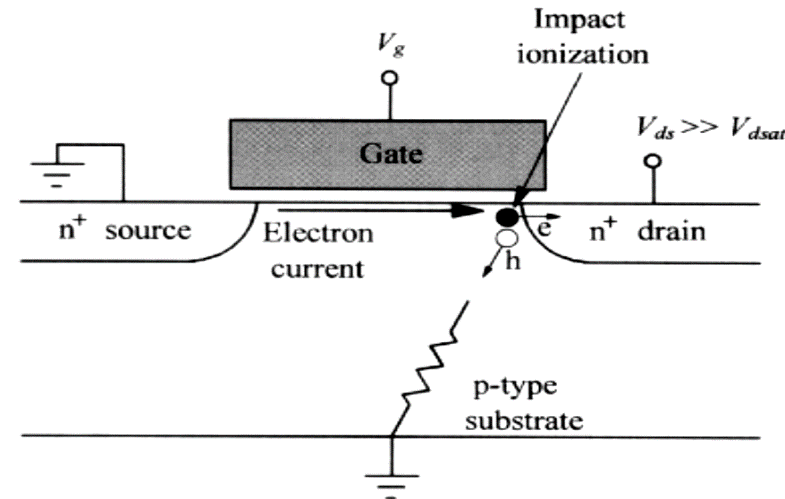 Impact
ionization
V_g
V_ds >> V_dsat
Gate
n⁺ source
Electron
current
e
n⁺ drain
h
p-type
substrate